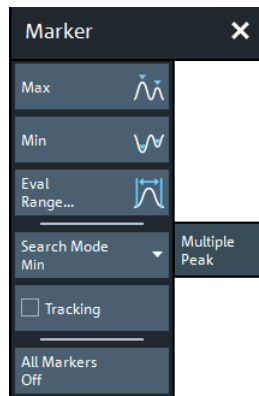 Marker
Max
Min
Eval
Range...
Search Mode
Min
Multiple
Peak
Tracking
All Markers
Off